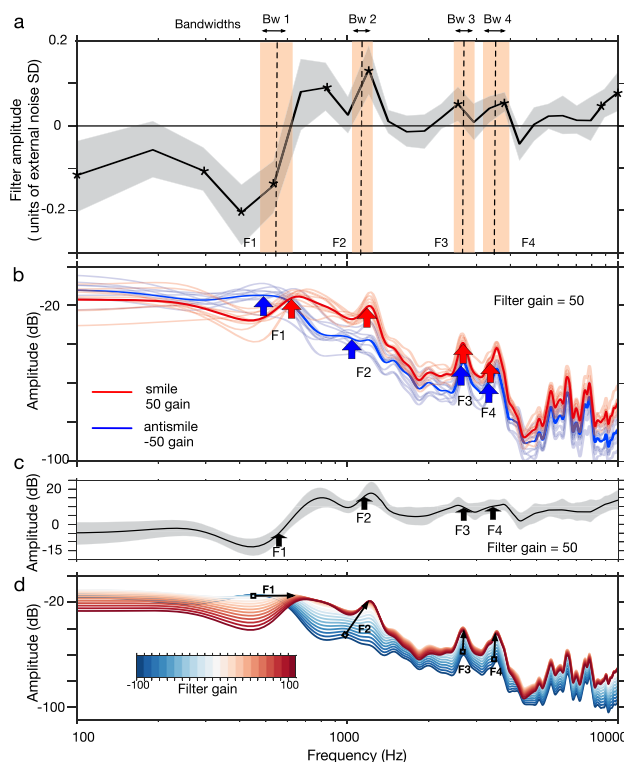 a
Bandwidths Bw 1 Bw 2 Bw 3 Bw 4
Filter amplitude
( units of external noise SD)
0.2
0
-0.2
F1 F2 F3 F4
b
Amplitude (dB)
-20
-100
Filter gain = 50
F1
F2
F3
F4
smile
50 gain
antismile
-50 gain
c
Amplitude (dB)
20
10
0
-15
F1
F2
F3
F4
Filter gain = 50
d
Amplitude (dB)
-20
-100
F1
F2
F3
F4
-100 100
Filter gain
100 1000 10000
Frequency (Hz)